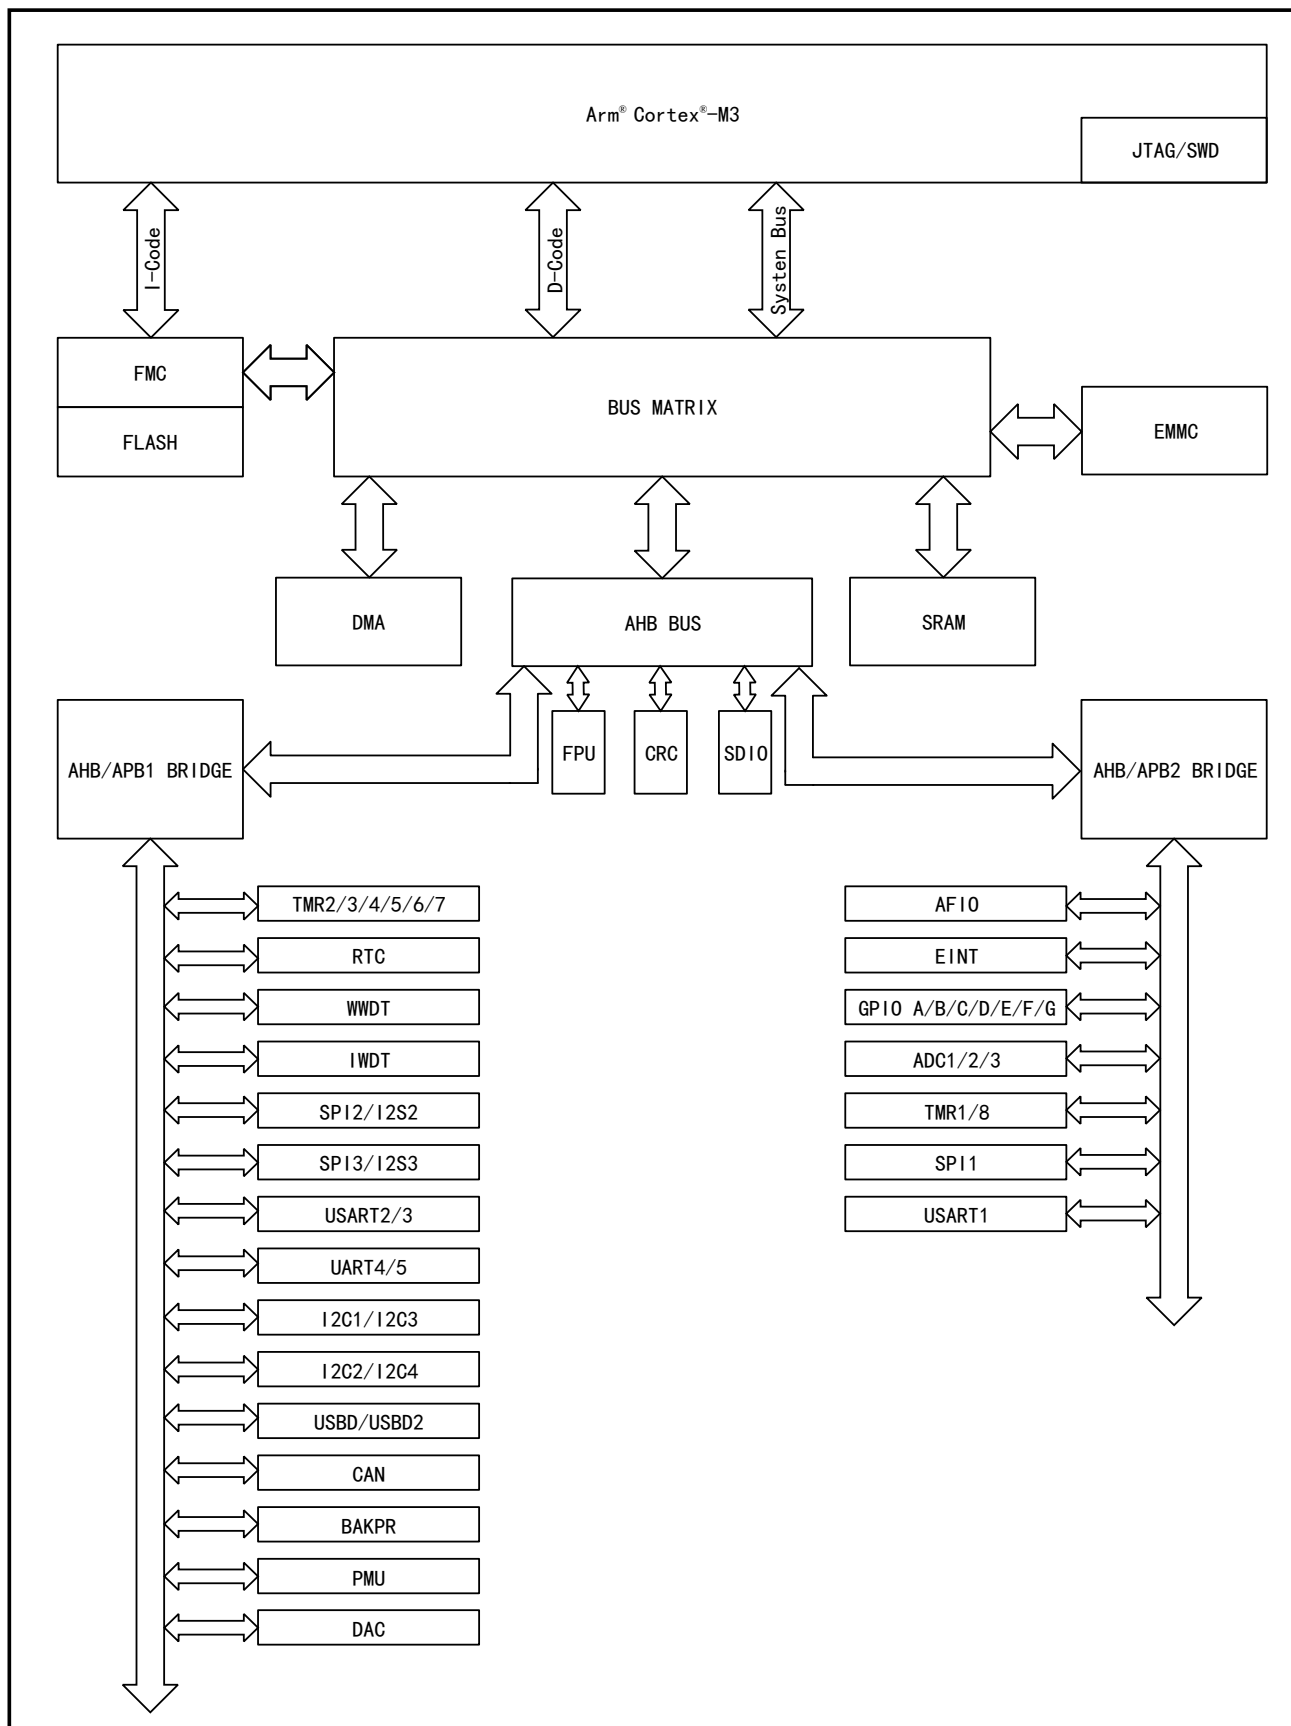 Arm® Cortex®-M3
JTAG/SWD
I-Code
D-Code
Systen Bus
FMC
FLASH
BUS MATRIX
EMMC
DMA
AHB BUS
SRAM
FPU
CRC
SDIO
AHB/APB1 BRIDGE
AHB/APB2 BRIDGE
TMR2/3/4/5/6/7
RTC
WWDT
IWDT
SPI2/I2S2
SPI3/I2S3
USART2/3
UART4/5
I2C1/I2C3
I2C2/I2C4
USBD/USBD2
CAN
BAKPR
PMU
DAC
AFIO
EINT
GPIO A/B/C/D/E/F/G
ADC1/2/3
TMR1/8
SPI1
USART1